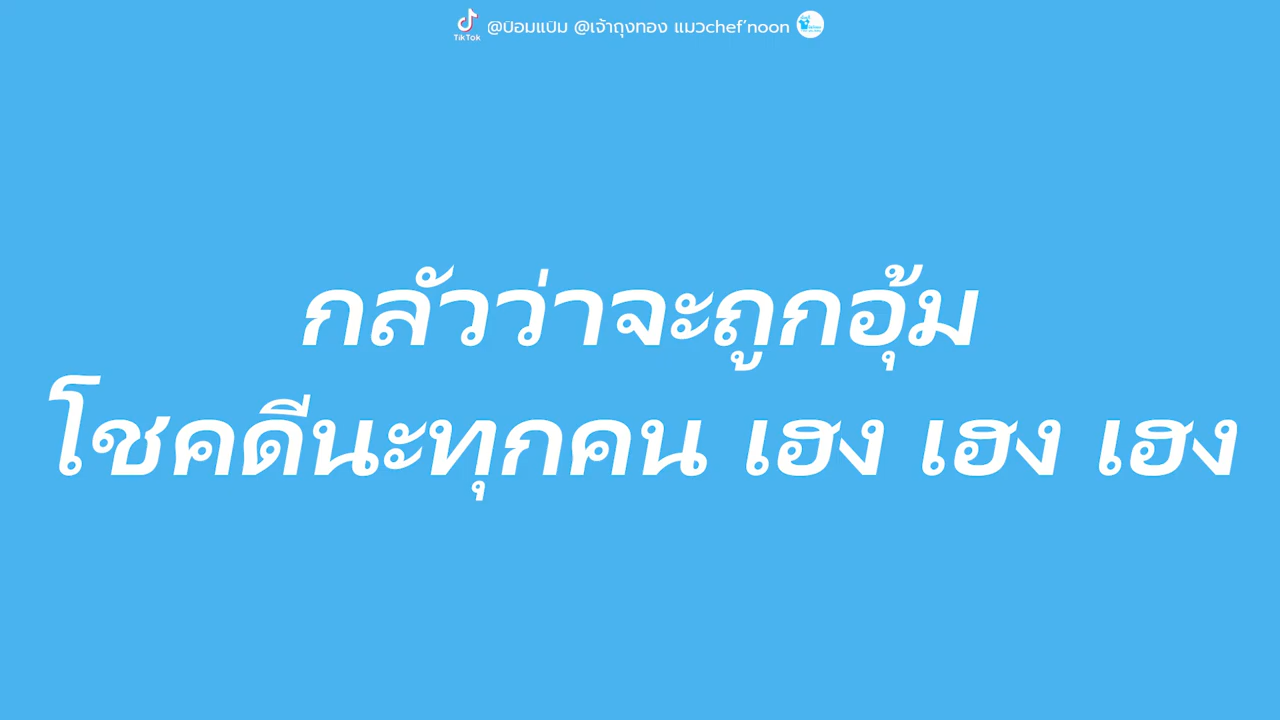 TikTok @ป๋อมแป๋ม @เจ้าถุงทอง แมวchef'noon
กลัวว่าจะถูกอุ้ม
โชคดีนะทุกคน เฮง เฮง เฮง